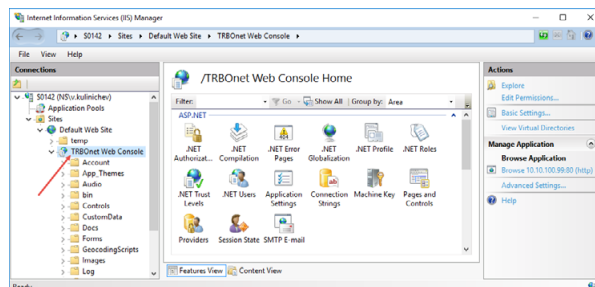 Internet Information Services (IIS) Manager
S0142 ▸ Sites ▸ Default Web Site ▸ TRBOnet Web Console ▸
File View Help
Connections
S0142 (NS\v.kulinichev)
Application Pools
Sites
Default Web Site
temp
TRBOnet Web Console
Account
App_Themes
Audio
bin
Controls
CustomData
Docs
Forms
GeocodingScripts
Images
Log
/TRBOnet Web Console Home
Filter: Go Show All Group by: Area
ASP.NET
.NET Authorizat...
.NET Compilation
.NET Error Pages
.NET Globalization
.NET Profile
.NET Roles
.NET Trust Levels
.NET Users
Application Settings
Connection Strings
Machine Key
Pages and Controls
Providers
Session State
SMTP E-mail
Features View
Content View
Actions
Explore
Edit Permissions...
Basic Settings...
View Virtual Directories
Manage Application
Browse Application
Browse 10.10.100.99:80 (http)
Advanced Settings...
Help
Ready